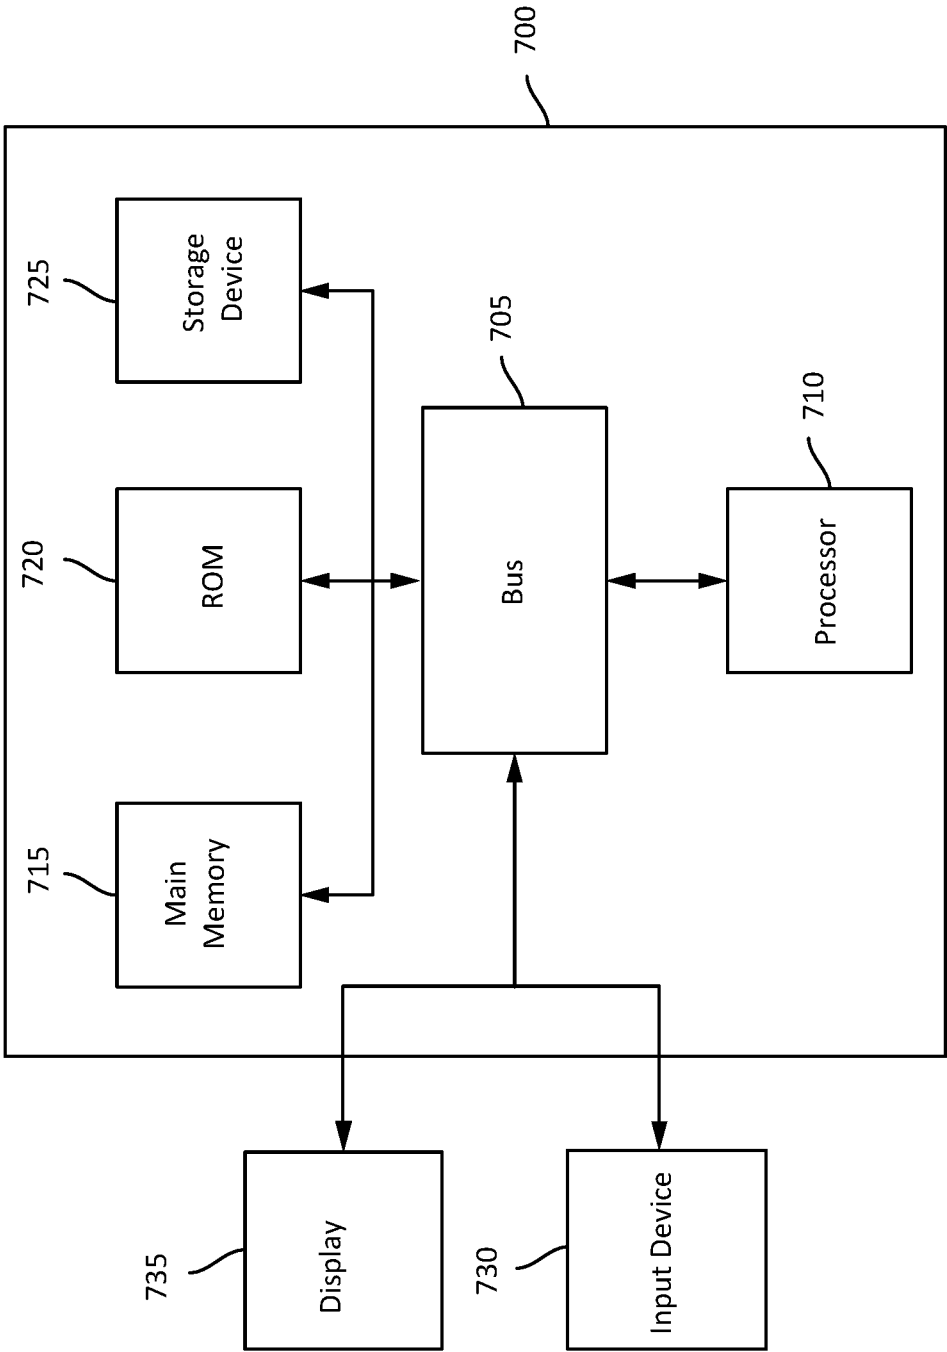 700
735
Display
730
Input Device
715
Main
Memory
720
ROM
725
Storage
Device
Bus
705
Processor
710